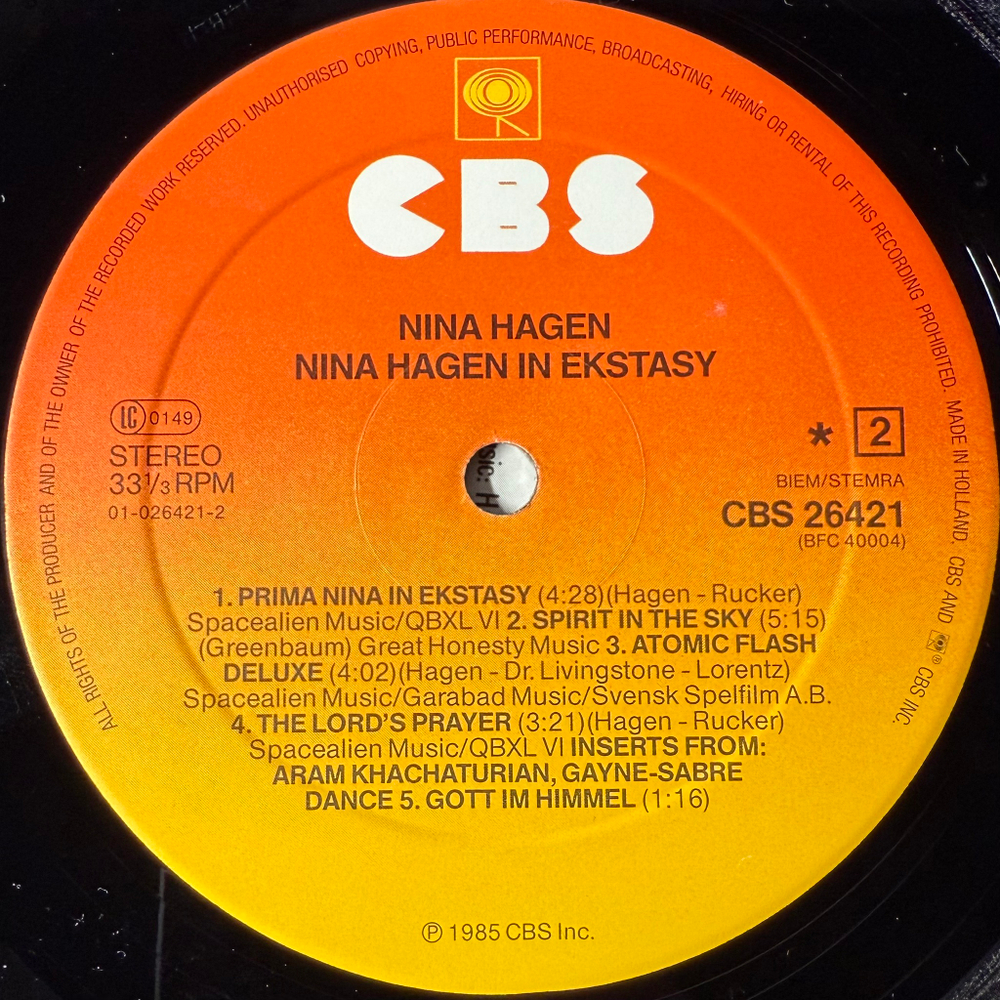 ALL RIGHTS OF THE PRODUCER AND OF THE OWNER OF THE RECORDED WORK RESERVED. UNAUTHORISED COPYING, PUBLIC PERFORMANCE, BROADCASTING, HIRING OR RENTAL OF THIS RECORDING PROHIBITED. MADE IN HOLLAND. CBS AND ® CBS INC.
CBS
NINA HAGEN
NINA HAGEN IN EKSTASY
LC 0149
STEREO
33 1/3 RPM
01-026421-2
* 2
BIEM/STEMRA
CBS 26421
(BFC 40004)
sic: H
1. PRIMA NINA IN EKSTASY (4:28)(Hagen - Rucker)
Spacealien Music/QBXL VI 2. SPIRIT IN THE SKY (5:15)
(Greenbaum) Great Honesty Music 3. ATOMIC FLASH
DELUXE (4:02)(Hagen - Dr. Livingstone - Lorentz)
Spacealien Music/Garabad Music/Svensk Spelfilm A.B.
4. THE LORD'S PRAYER (3:21)(Hagen - Rucker)
Spacealien Music/QBXL VI INSERTS FROM:
ARAM KHACHATURIAN, GAYNE-SABRE
DANCE 5. GOTT IM HIMMEL (1:16)
℗ 1985 CBS Inc.